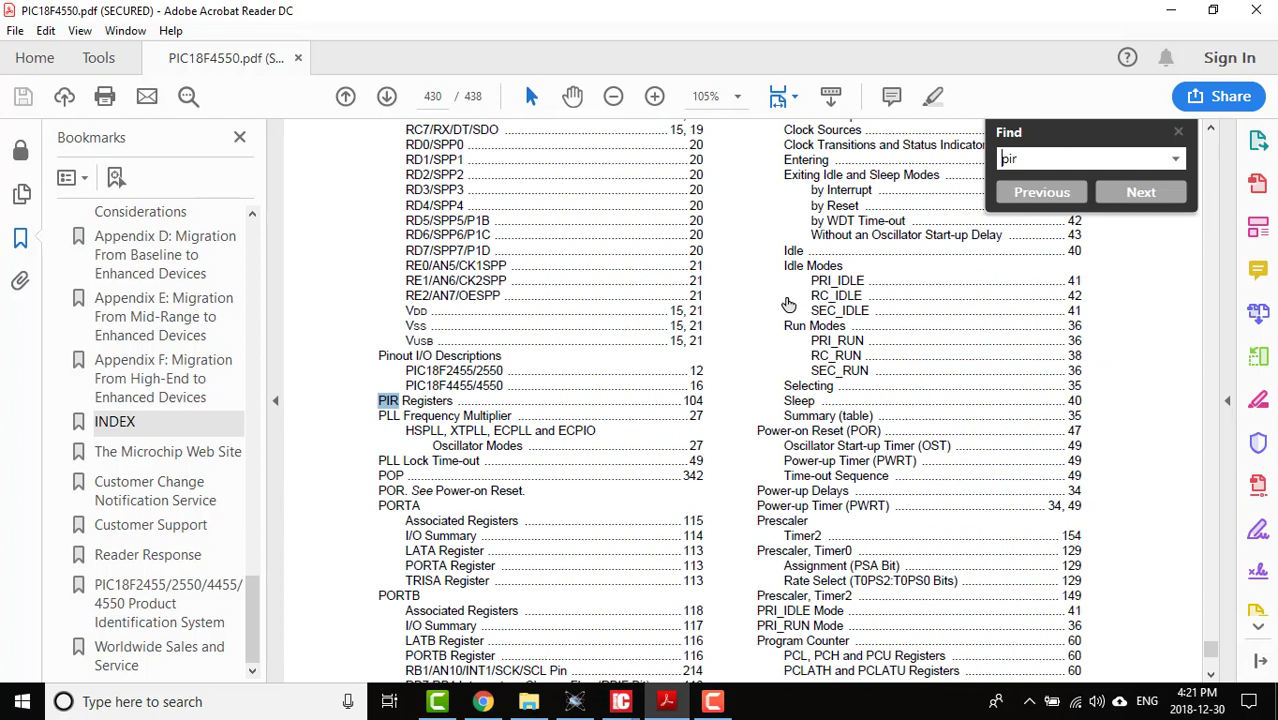 PIC18F4550.pdf (SECURED) - Adobe Acrobat Reader DC
File Edit View Window Help
Home Tools PIC18F4550.pdf (S... × Sign In
430 / 438 105% Share
Bookmarks
Considerations
Appendix D: Migration
From Baseline to
Enhanced Devices
Appendix E: Migration
From Mid-Range to
Enhanced Devices
Appendix F: Migration
From High-End to
Enhanced Devices
INDEX
The Microchip Web Site
Customer Change
Notification Service
Customer Support
Reader Response
PIC18F2455/2550/4455/
4550 Product
Identification System
Worldwide Sales and
Service
RC7/RX/DT/SDO 15, 19
RD0/SPP0 20
RD1/SPP1 20
RD2/SPP2 20
RD3/SPP3 20
RD4/SPP4 20
RD5/SPP5/P1B 20
RD6/SPP6/P1C 20
RD7/SPP7/P1D 20
RE0/AN5/CK1SPP 21
RE1/AN6/CK2SPP 21
RE2/AN7/OESPP 21
VDD 15, 21
VSS 15, 21
VUSB 15, 21
Pinout I/O Descriptions
PIC18F2455/2550 12
PIC18F4455/4550 16
PIR Registers 104
PLL Frequency Multiplier 27
HSPLL, XTPLL, ECPLL and ECPIO
Oscillator Modes 27
PLL Lock Time-out 49
POP 342
POR. See Power-on Reset.
PORTA
Associated Registers 115
I/O Summary 114
LATA Register 113
PORTA Register 113
TRISA Register 113
PORTB
Associated Registers 118
I/O Summary 117
LATB Register 116
PORTB Register 116
RB1/AN10/INT1/SCK/SCL Pin 214
Clock Sources
Clock Transitions and Status Indicator
Entering
Exiting Idle and Sleep Modes
by Interrupt
by Reset
by WDT Time-out 42
Without an Oscillator Start-up Delay 43
Idle 40
Idle Modes
PRI_IDLE 41
RC_IDLE 42
SEC_IDLE 41
Run Modes 36
PRI_RUN 36
RC_RUN 38
SEC_RUN 36
Selecting 35
Sleep 40
Summary (table) 35
Power-on Reset (POR) 47
Oscillator Start-up Timer (OST) 49
Power-up Timer (PWRT) 49
Time-out Sequence 49
Power-up Delays 34
Power-up Timer (PWRT) 34, 49
Prescaler
Timer2 154
Prescaler, Timer0 129
Assignment (PSA Bit) 129
Rate Select (T0PS2:T0PS0 Bits) 129
Prescaler, Timer2 149
PRI_IDLE Mode 41
PRI_RUN Mode 36
Program Counter 60
PCL, PCH and PCU Registers 60
PCLATH and PCLATU Registers 60
Find
pir
Previous Next
Type here to search
ENG
4:21 PM
2018-12-30